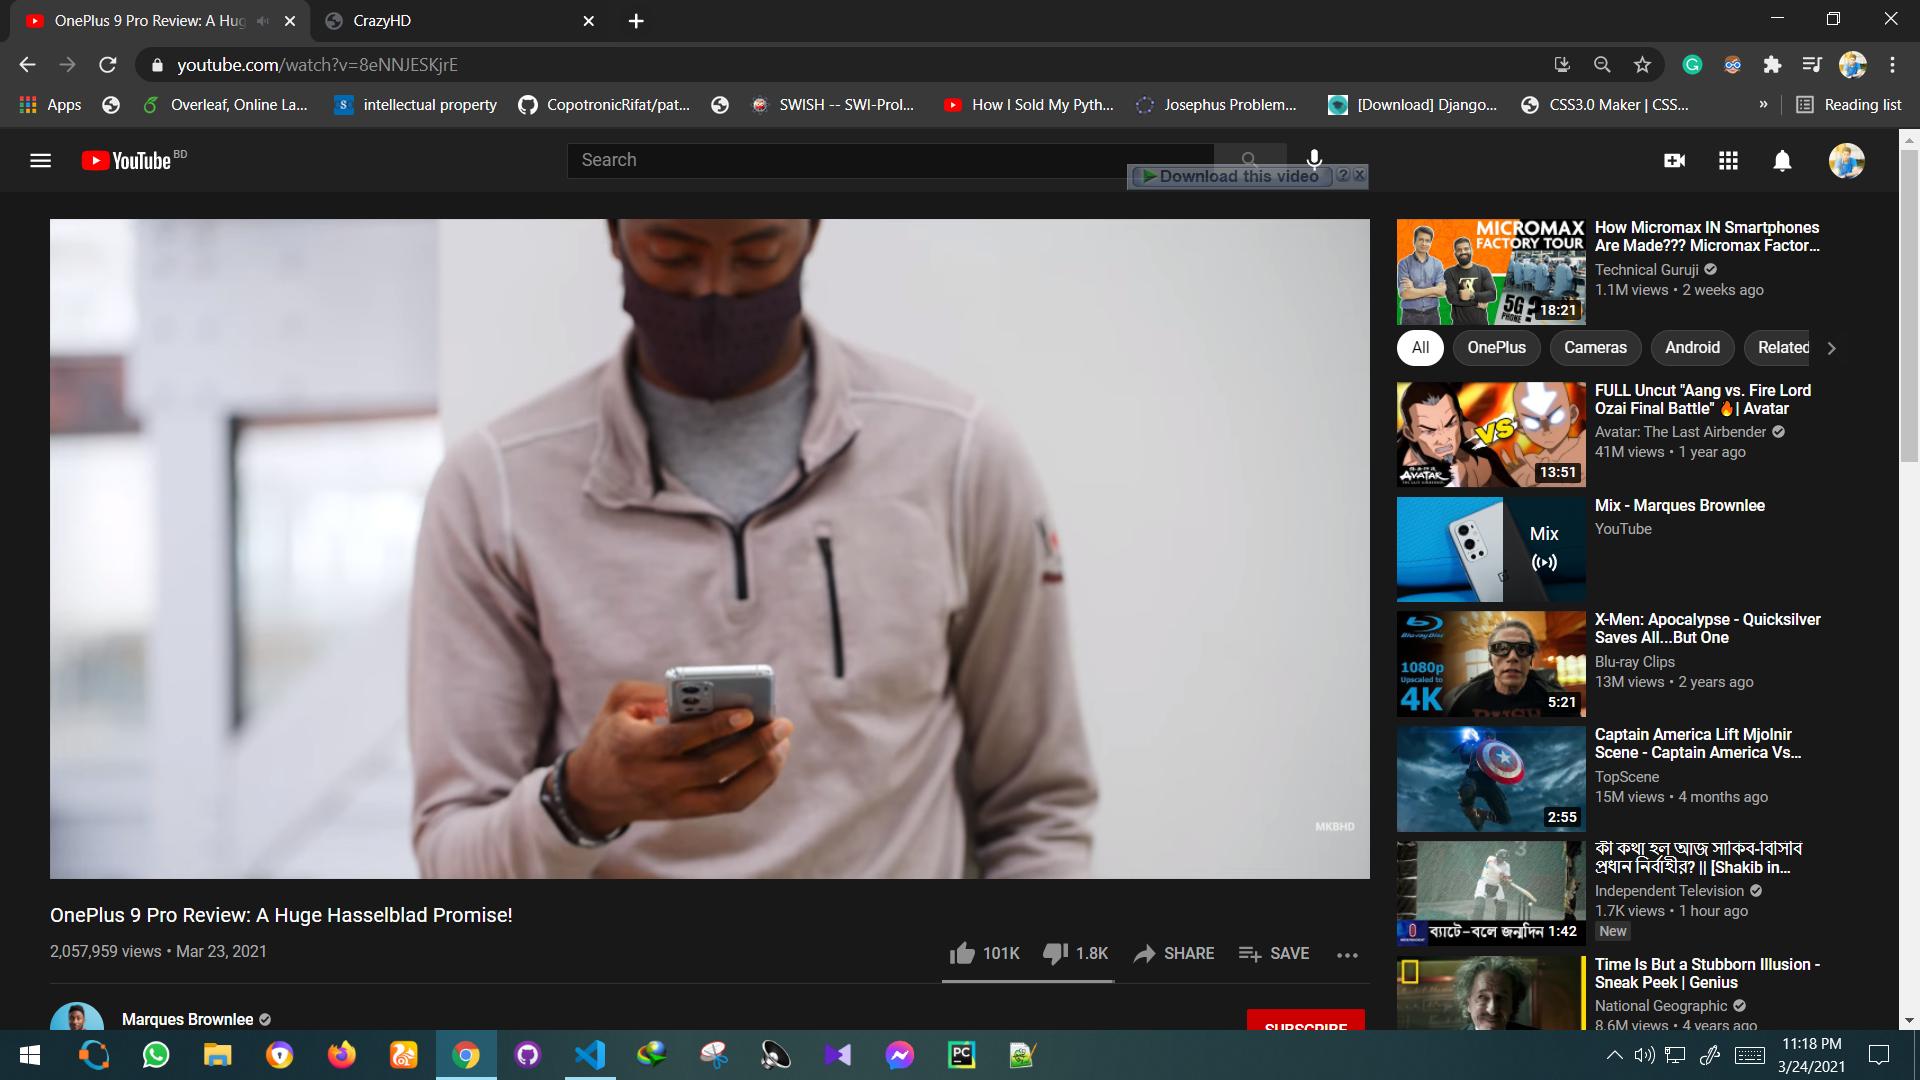 OnePlus 9 Pro Review: A Hug
CrazyHD
youtube.com/watch?v=8eNNJESKjrE
Apps
Overleaf, Online La...
intellectual property
CopotronicRifat/pat...
SWISH -- SWI-Prol...
How I Sold My Pyth...
Josephus Problem...
[Download] Django...
CSS3.0 Maker | CSS...
»
Reading list
YouTube BD
Search
Download this video
MKBHD
OnePlus 9 Pro Review: A Huge Hasselblad Promise!
2,057,959 views • Mar 23, 2021
101K
1.8K
SHARE
SAVE
Marques Brownlee
SUBSCRIBE
MICROMAX
FACTORY TOUR
5G
PHONE ?
18:21
How Micromax IN Smartphones
Are Made??? Micromax Factor...
Technical Guruji
1.1M views • 2 weeks ago
All
OnePlus
Cameras
Android
Related
VS
AVATAR
13:51
FULL Uncut "Aang vs. Fire Lord
Ozai Final Battle" 🔥| Avatar
Avatar: The Last Airbender
41M views • 1 year ago
Mix
Mix - Marques Brownlee
YouTube
Blu-ray Disc
1080p
Upscaled to
4K
5:21
X-Men: Apocalypse - Quicksilver
Saves All...But One
Blu-ray Clips
13M views • 2 years ago
2:55
Captain America Lift Mjolnir
Scene - Captain America Vs...
TopScene
15M views • 4 months ago
3
ব্যাটে-বলে জন্মদিন
1:42
কী কথা হল আজ সাকিব-বিসিবি
প্রধান নির্বাহীর? || [Shakib in...
Independent Television
1.7K views • 1 hour ago
New
Time Is But a Stubborn Illusion -
Sneak Peek | Genius
National Geographic
8.6M views • 4 years ago
PC
11:18 PM
3/24/2021